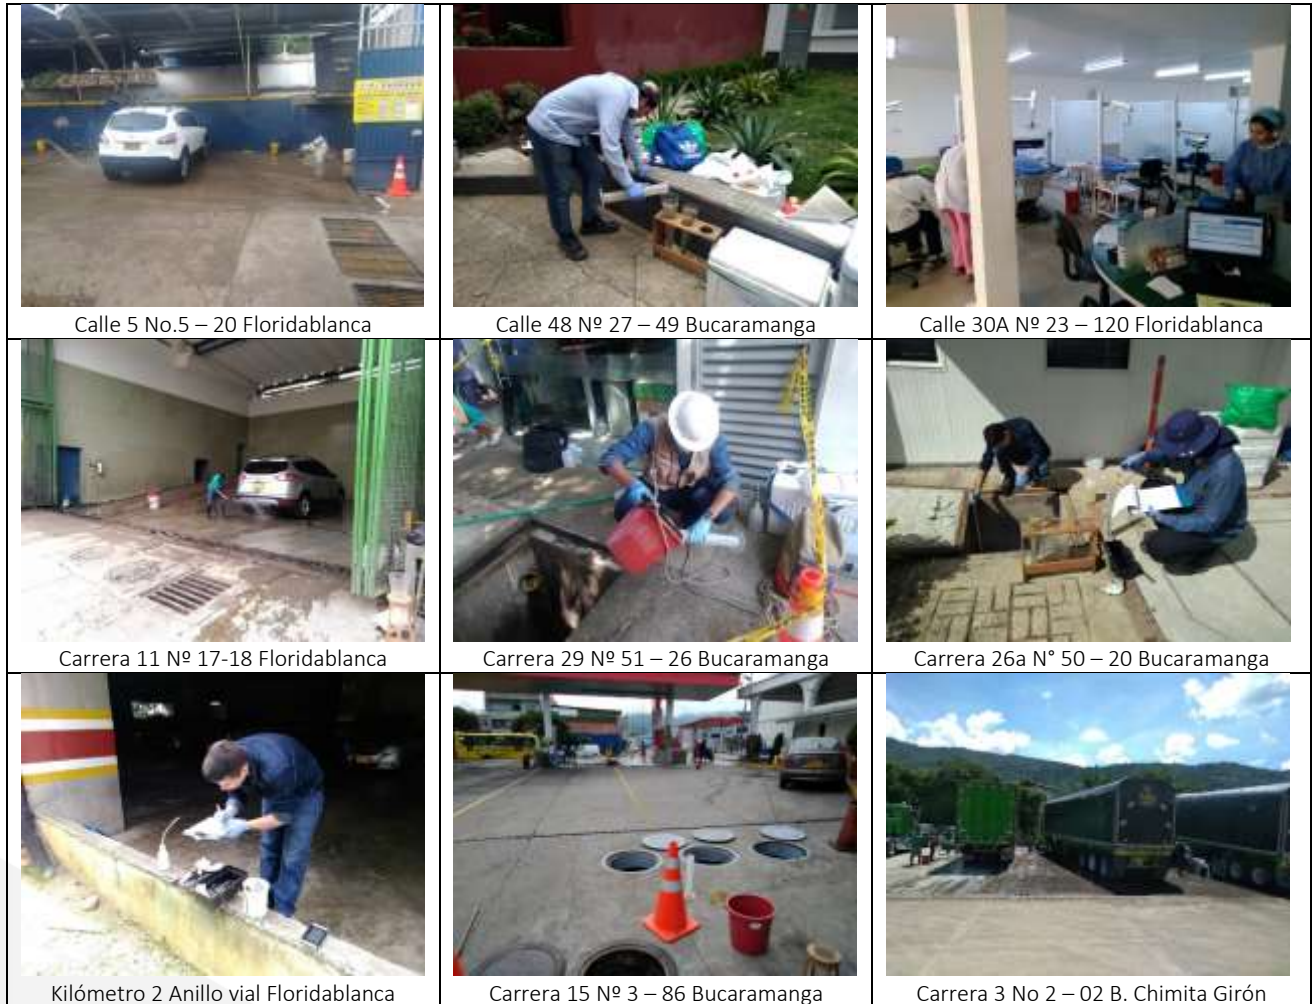 Calle 5 No.5 – 20 Floridablanca
Calle 48 Nº 27 – 49 Bucaramanga
Calle 30A Nº 23 – 120 Floridablanca
Carrera 11 Nº 17-18 Floridablanca
Carrera 29 Nº 51 – 26 Bucaramanga
Carrera 26a N° 50 – 20 Bucaramanga
Kilómetro 2 Anillo vial Floridablanca
Carrera 15 Nº 3 – 86 Bucaramanga
Carrera 3 No 2 – 02 B. Chimita Girón